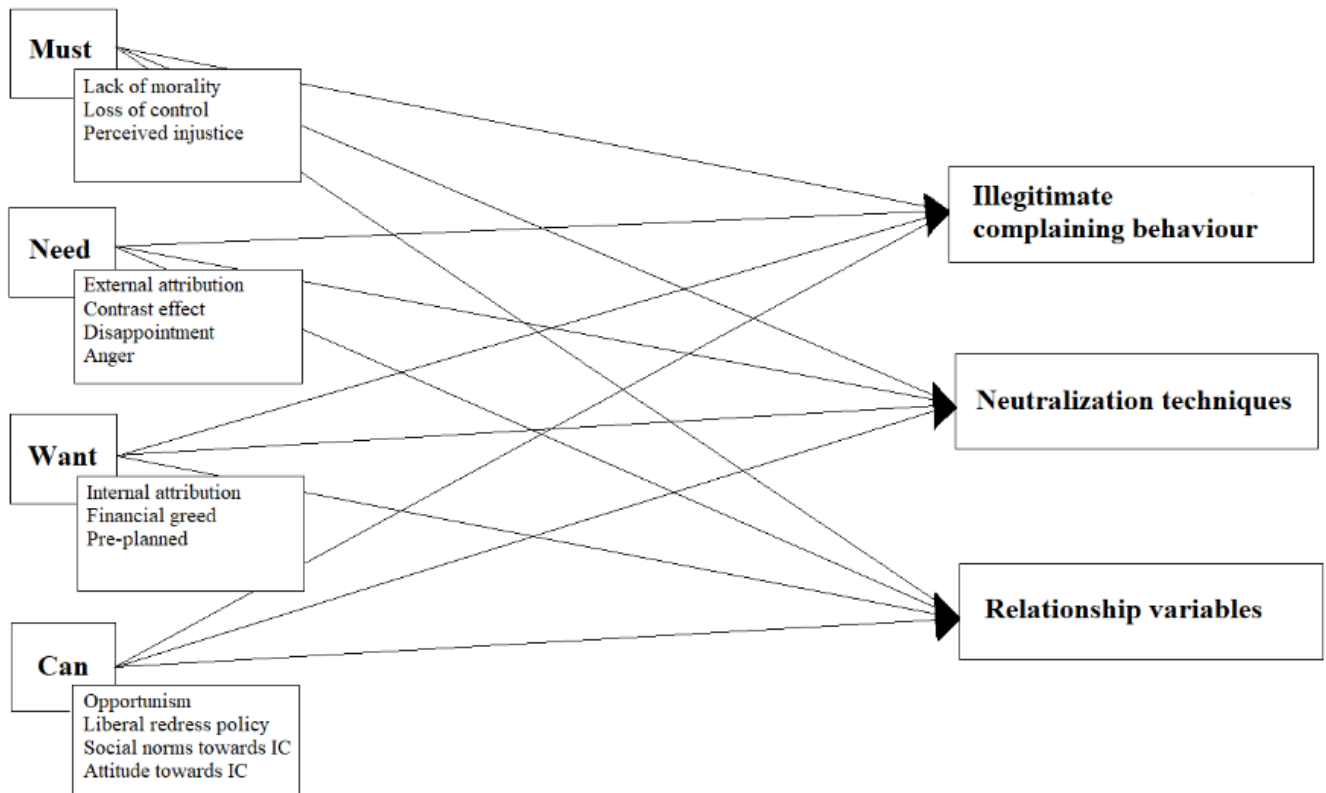 Must
Lack of morality
Loss of control
Perceived injustice
Need
External attribution
Contrast effect
Disappointment
Anger
Want
Internal attribution
Financial greed
Pre-planned
Can
Opportunism
Liberal redress policy
Social norms towards IC
Attitude towards IC
Illegitimate
complaining behaviour
Neutralization techniques
Relationship variables